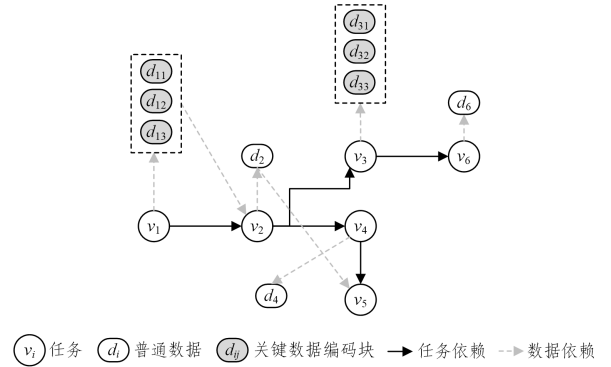 d31
d32
d33
d11
d12
d13
d6
d2
v3
v6
v1
v2
v4
d4
v5
vi 任务 di 普通数据 dij 关键数据编码块 任务依赖 数据依赖